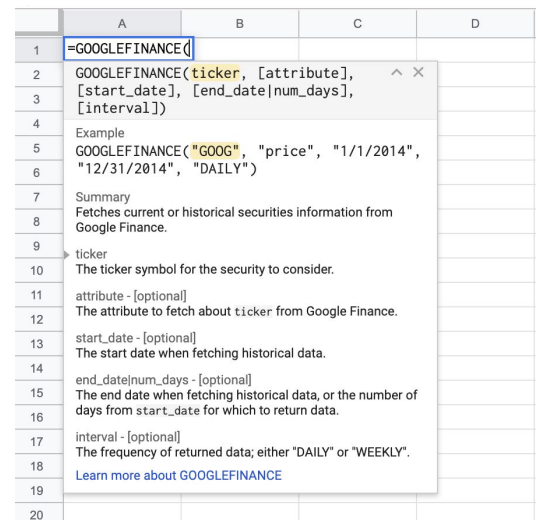 A B C D
1 =GOOGLEFINANCE(
2 GOOGLEFINANCE(ticker, [attribute],
3 [start_date], [end_date|num_days],
[interval])
4
Example
5 GOOGLEFINANCE("GOOG", "price", "1/1/2014",
6 "12/31/2014", "DAILY")
7 Summary
8 Fetches current or historical securities information from
Google Finance.
9 ticker
10 The ticker symbol for the security to consider.
11 attribute - [optional]
12 The attribute to fetch about ticker from Google Finance.
13 start_date - [optional]
The start date when fetching historical data.
14
end_date|num_days - [optional]
15 The end date when fetching historical data, or the number of
16 days from start_date for which to return data.
17 interval - [optional]
The frequency of returned data; either "DAILY" or "WEEKLY".
18 Learn more about GOOGLEFINANCE
19
20